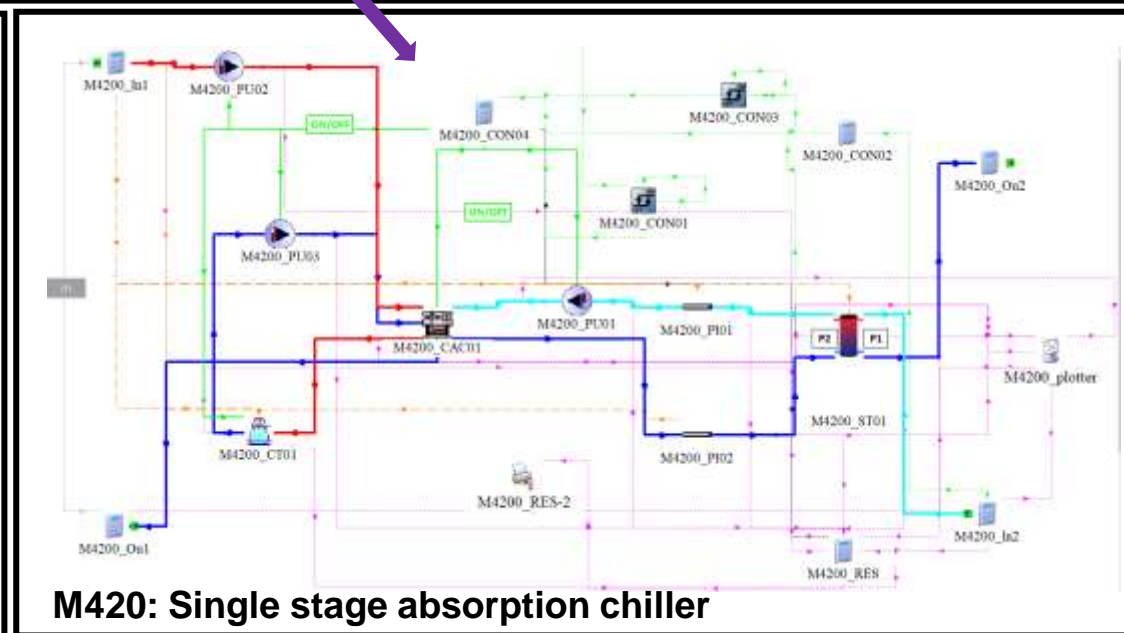 M4200_In1
M4200_PU02
ON/OFF
M4200_CON04
M4200_CON03
M4200_CON02
M4200_Ou2
M4200_CON01
ON/OFF
M4200_PU03
M4200_PU01
M4200_PI01
M4200_CAC01
P2
P1
M4200_plotter
M4200_ST01
M4200_CT01
M4200_PI02
M4200_RES-2
M4200_Ou1
M4200_In2
M4200_RES
M420: Single stage absorption chiller